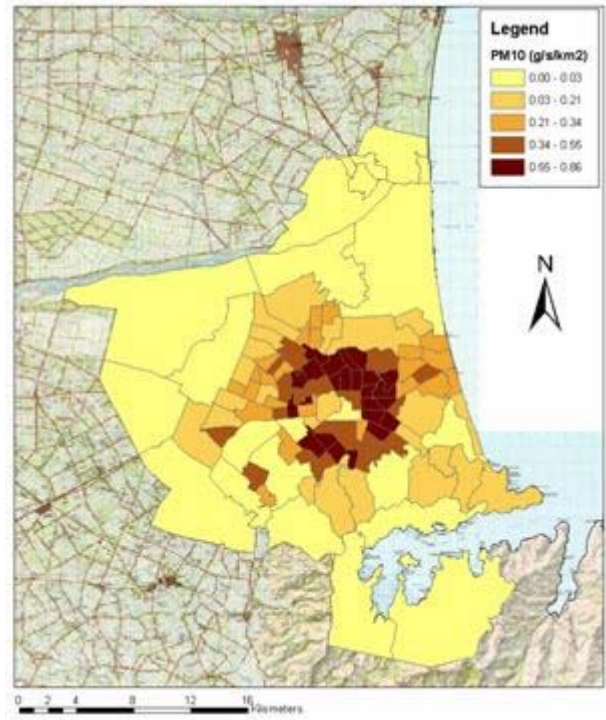 Legend
PM10 (g/s/km2)
0.00 - 0.03
0.03 - 0.21
0.21 - 0.34
0.34 - 0.55
0.55 - 0.86
N
0 2 4 8 12 16
Kilometers